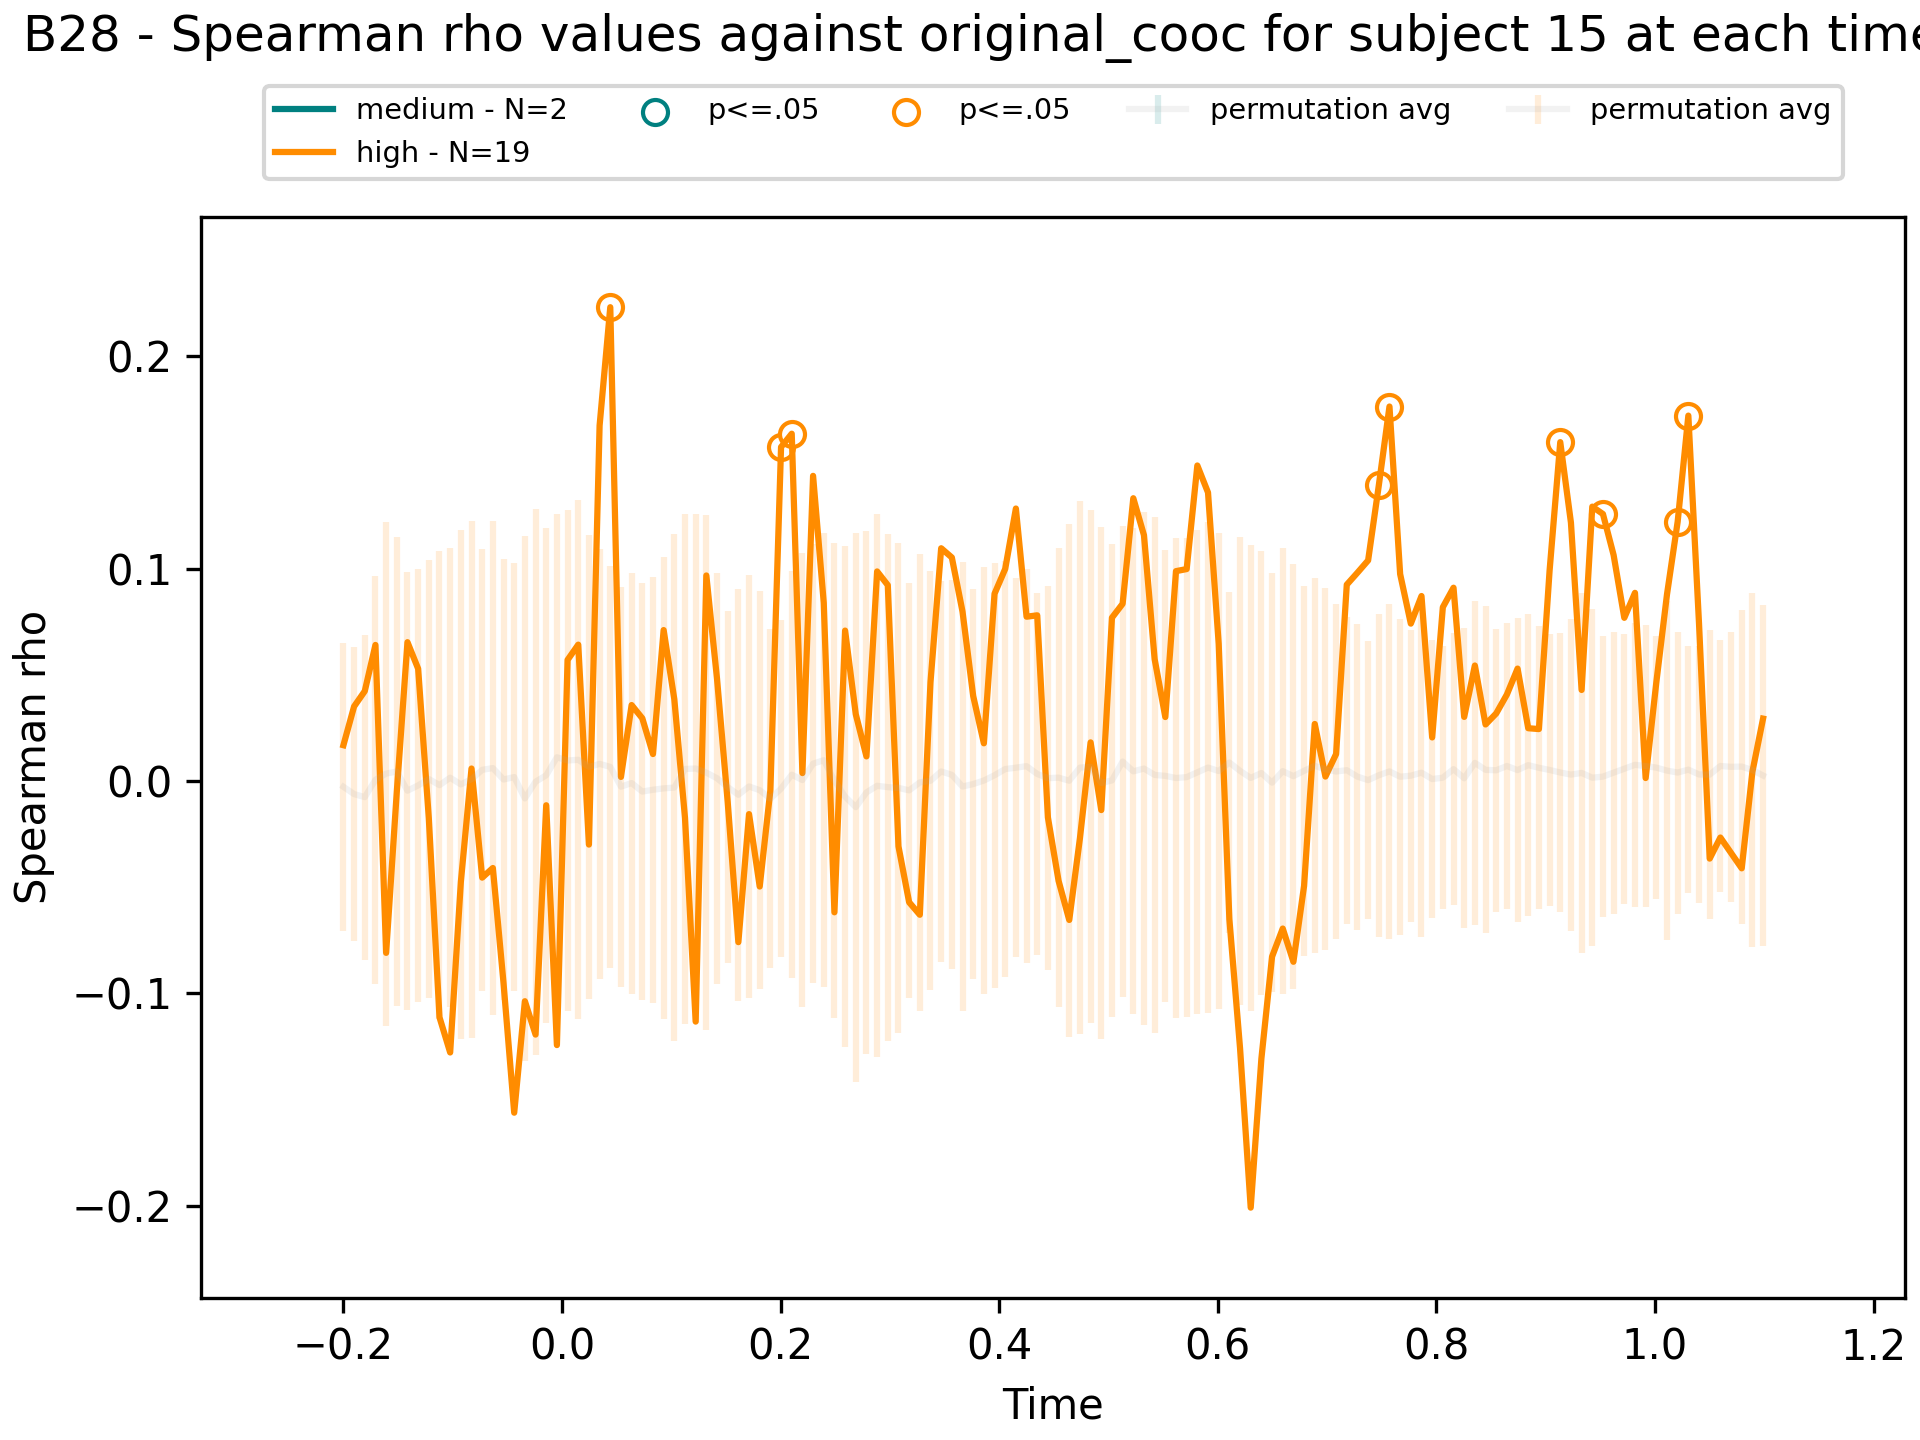 B28 - Spearman rho values against original_cooc for subject 15 at each time
medium - N=2
high - N=19
p<=.05
p<=.05
permutation avg
permutation avg
Spearman rho
0.2
0.1
0.0
−0.1
−0.2
−0.2 0.0 0.2 0.4 0.6 0.8 1.0 1.2
Time